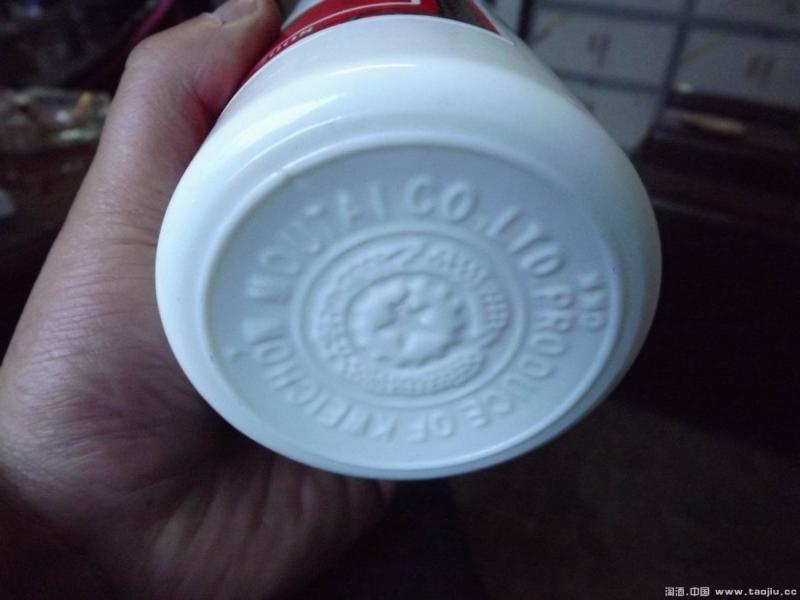 PRODUCE OF KWEICHOW MOUTAI CO.,LTD
淘酒.中国 www.taojiu.cc